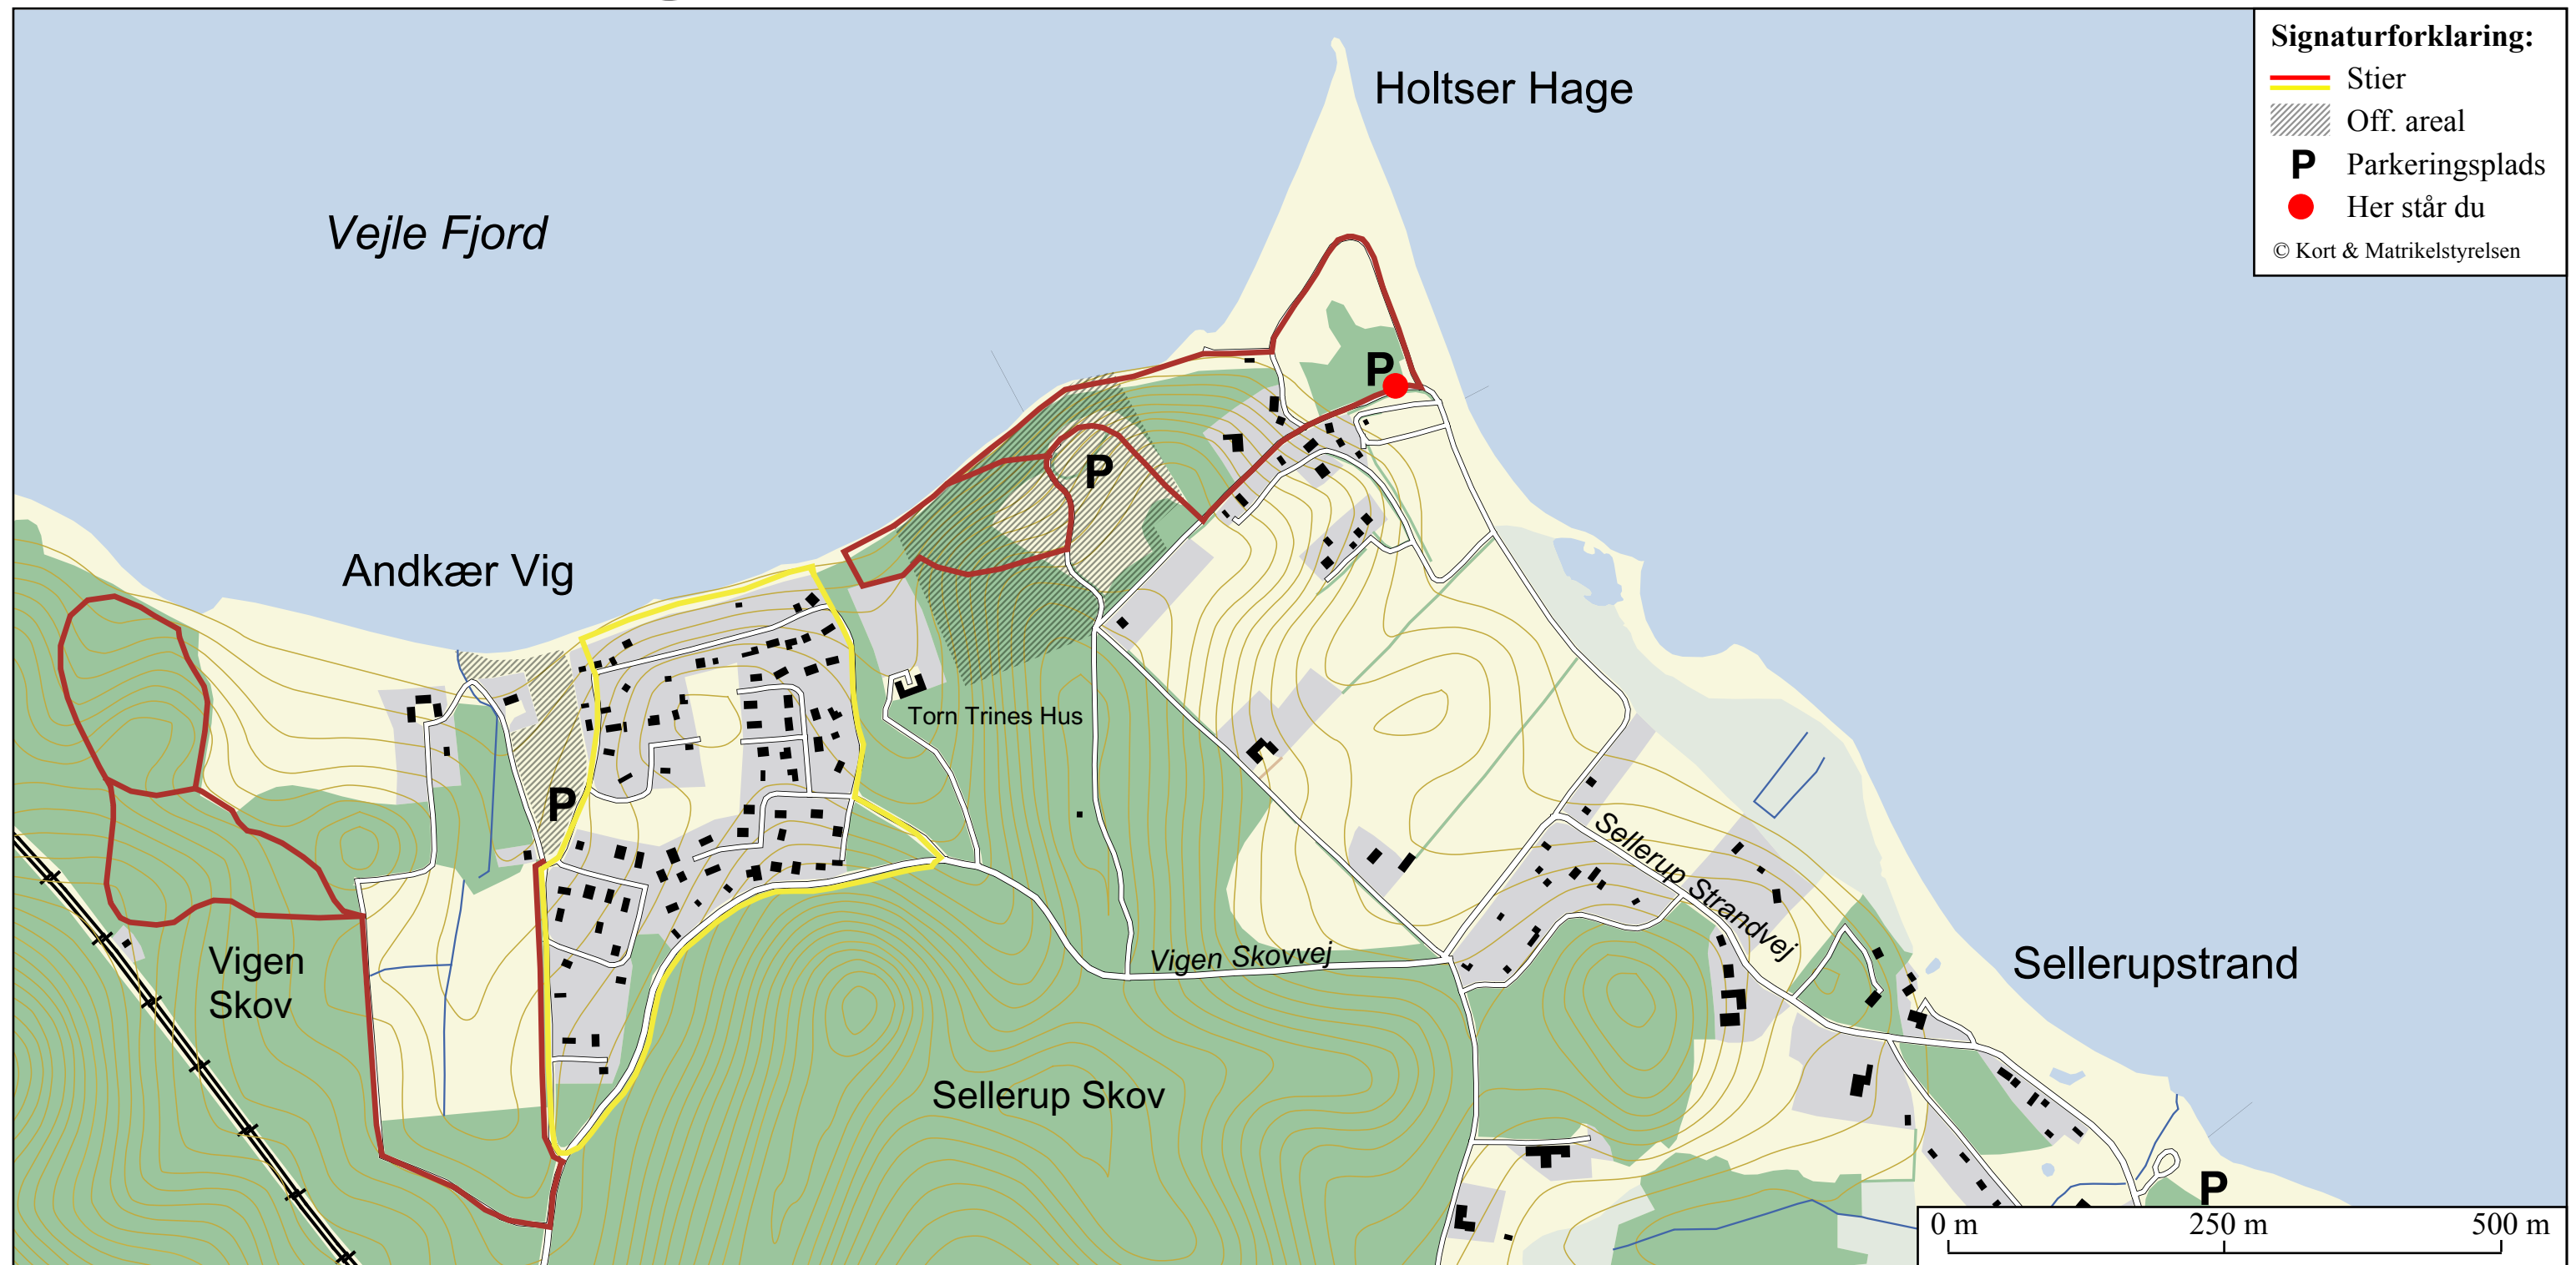 Holtser Hage
Signaturforklaring:
Stier
Off. areal
P Parkeringsplads
Her står du
© Kort & Matrikelstyrelsen
Vejle Fjord
P
P
Andkær Vig
Torn Trines Hus
P
Sellerup Strandvej
Vigen Skovvej
Vigen
Skov
Sellerupstrand
Sellerup Skov
P
0 m 250 m 500 m